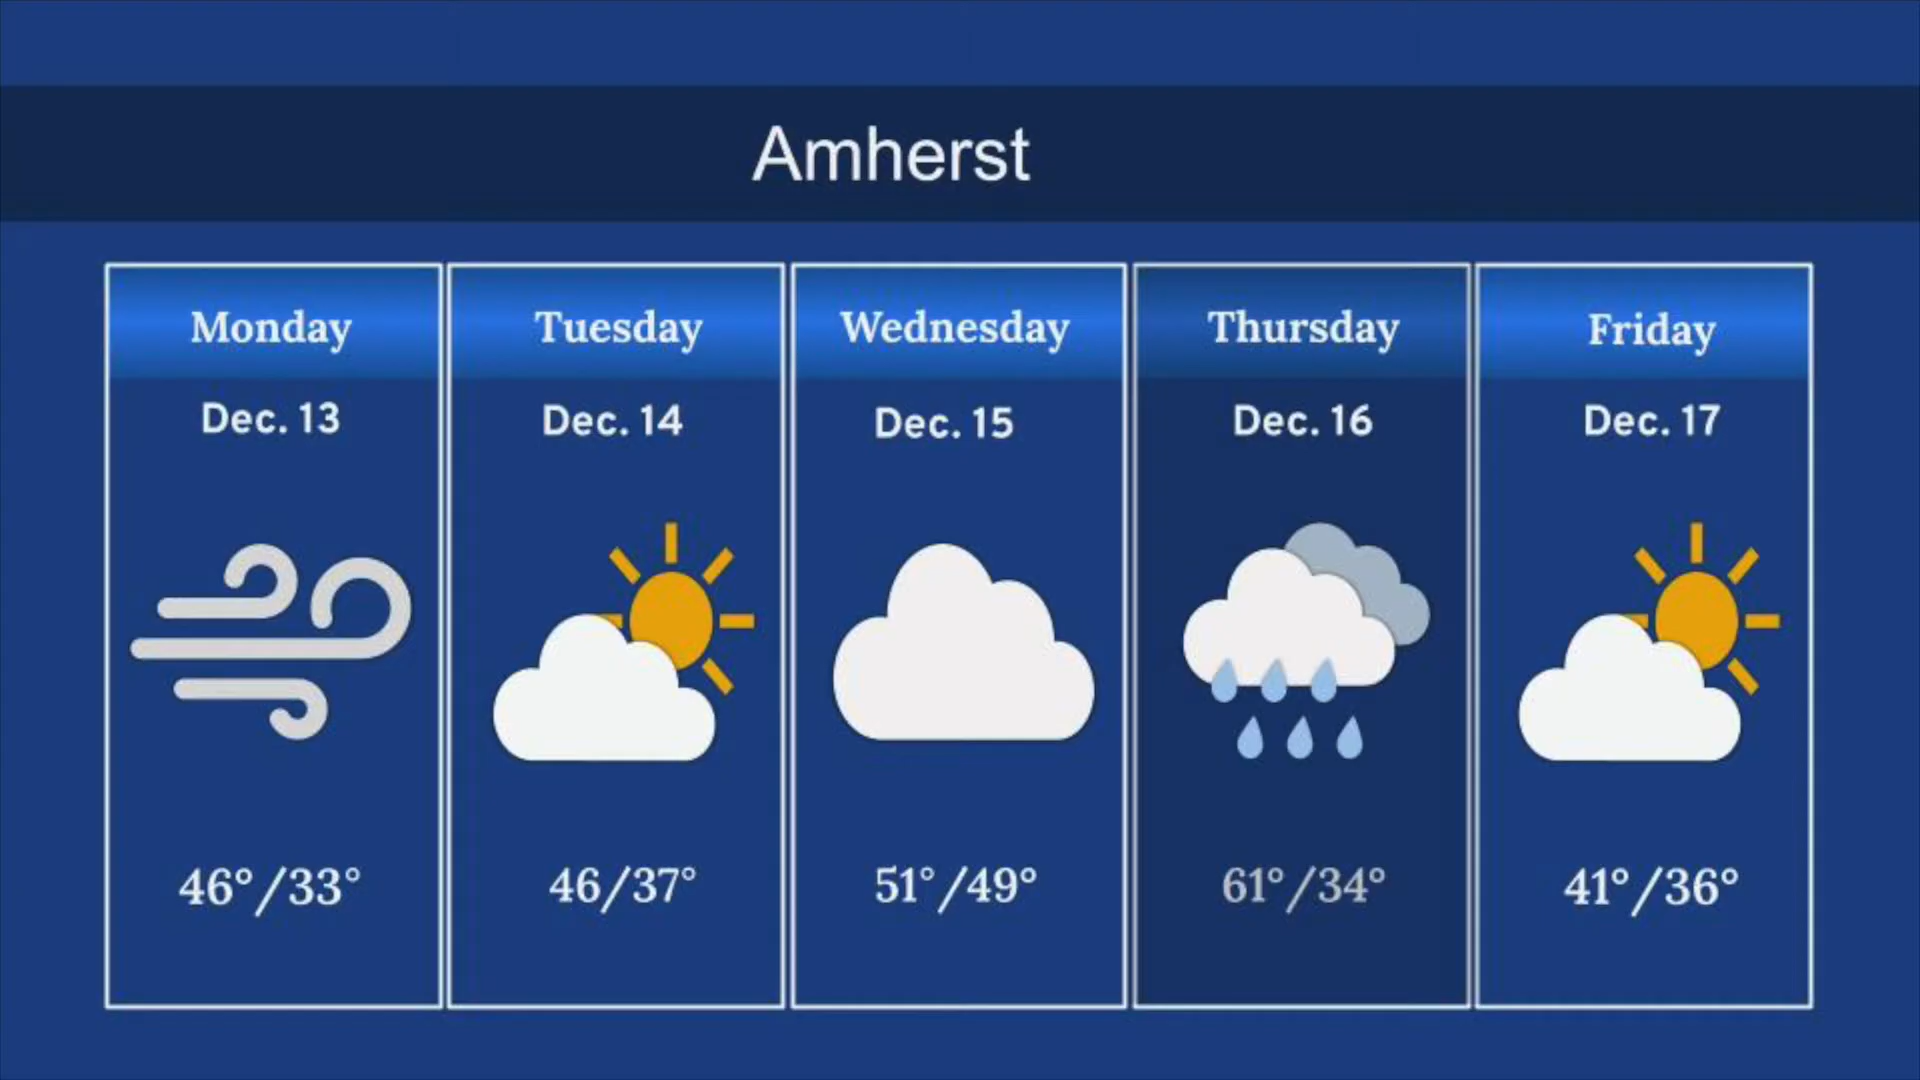 Amherst
Monday
Dec. 13
46°/33°
Tuesday
Dec. 14
46/37°
Wednesday
Dec. 15
51°/49°
Thursday
Dec. 16
61°/34°
Friday
Dec. 17
41°/36°